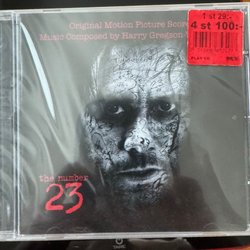 Original Motion Picture Score
Music Composed by Harry Gregson
1 st 29:-
4 st 100:-
the number
23